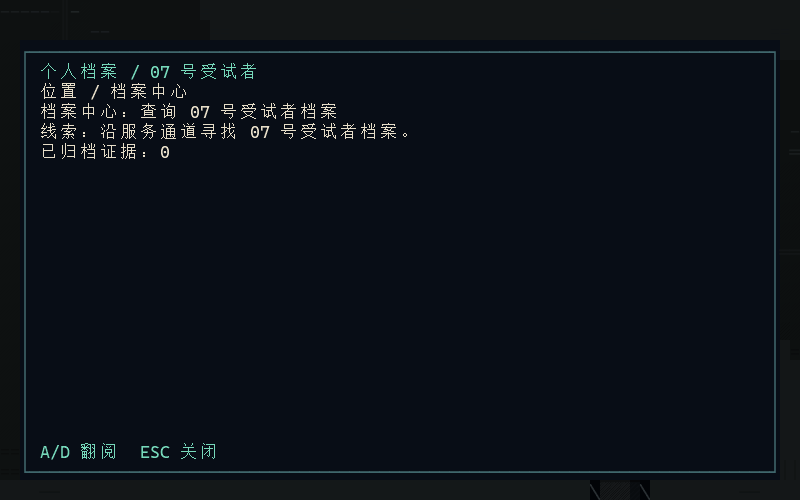 个人档案 / 07 号受试者
位置 / 档案中心
档案中心: 查询 07 号受试者档案
线索: 沿服务通道寻找 07 号受试者档案。
已归档证据: 0
A/D 翻阅  ESC 关闭